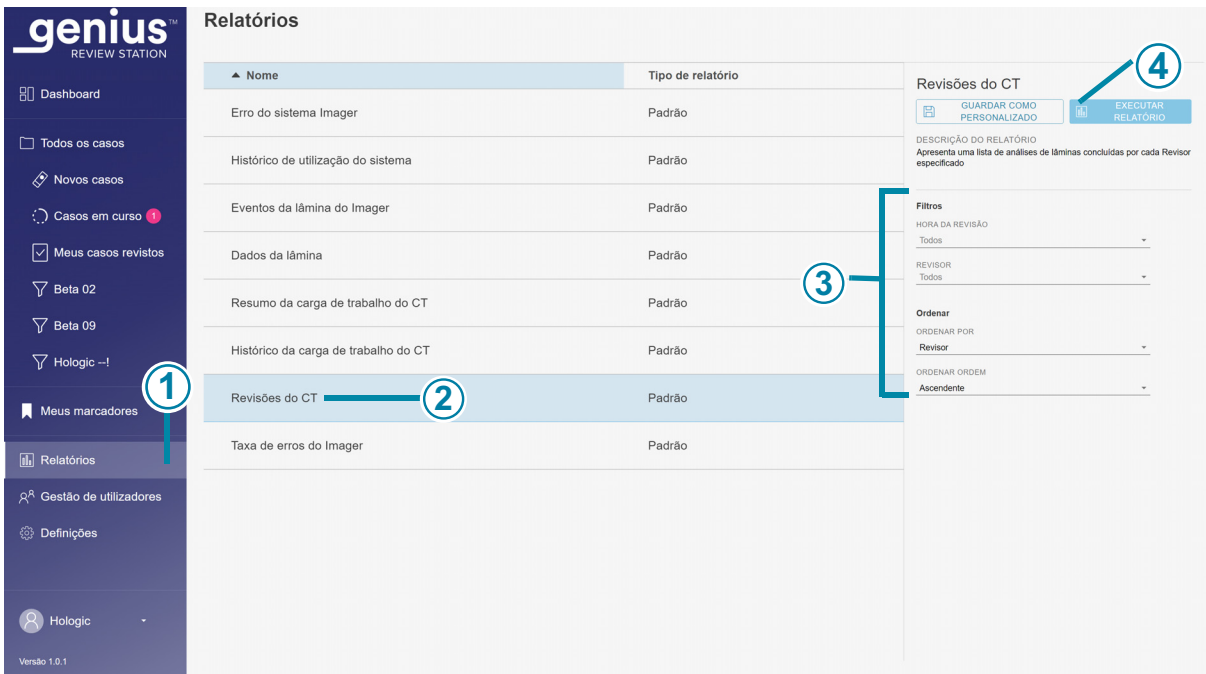 genius™
REVIEW STATION
Dashboard
Todos os casos
Novos casos
Casos em curso 1
Meus casos revistos
Beta 02
Beta 09
Hologic --!
1
Meus marcadores
Relatórios
Gestão de utilizadores
Definições
Hologic
Versão 1.0.1
Relatórios
Nome Tipo de relatório
Erro do sistema Imager Padrão
Histórico de utilização do sistema Padrão
Eventos da lâmina do Imager Padrão
Dados da lâmina Padrão
Resumo da carga de trabalho do CT Padrão
Histórico da carga de trabalho do CT Padrão
Revisões do CT 2 Padrão
Taxa de erros do Imager Padrão
4
Revisões do CT
GUARDAR COMO
PERSONALIZADO
EXECUTAR
RELATÓRIO
DESCRIÇÃO DO RELATÓRIO
Apresenta uma lista de análises de lâminas concluídas por cada Revisor
especificado
3
Filtros
HORA DA REVISÃO
Todos
REVISOR
Todos
Ordenar
ORDENAR POR
Revisor
ORDENAR ORDEM
Ascendente